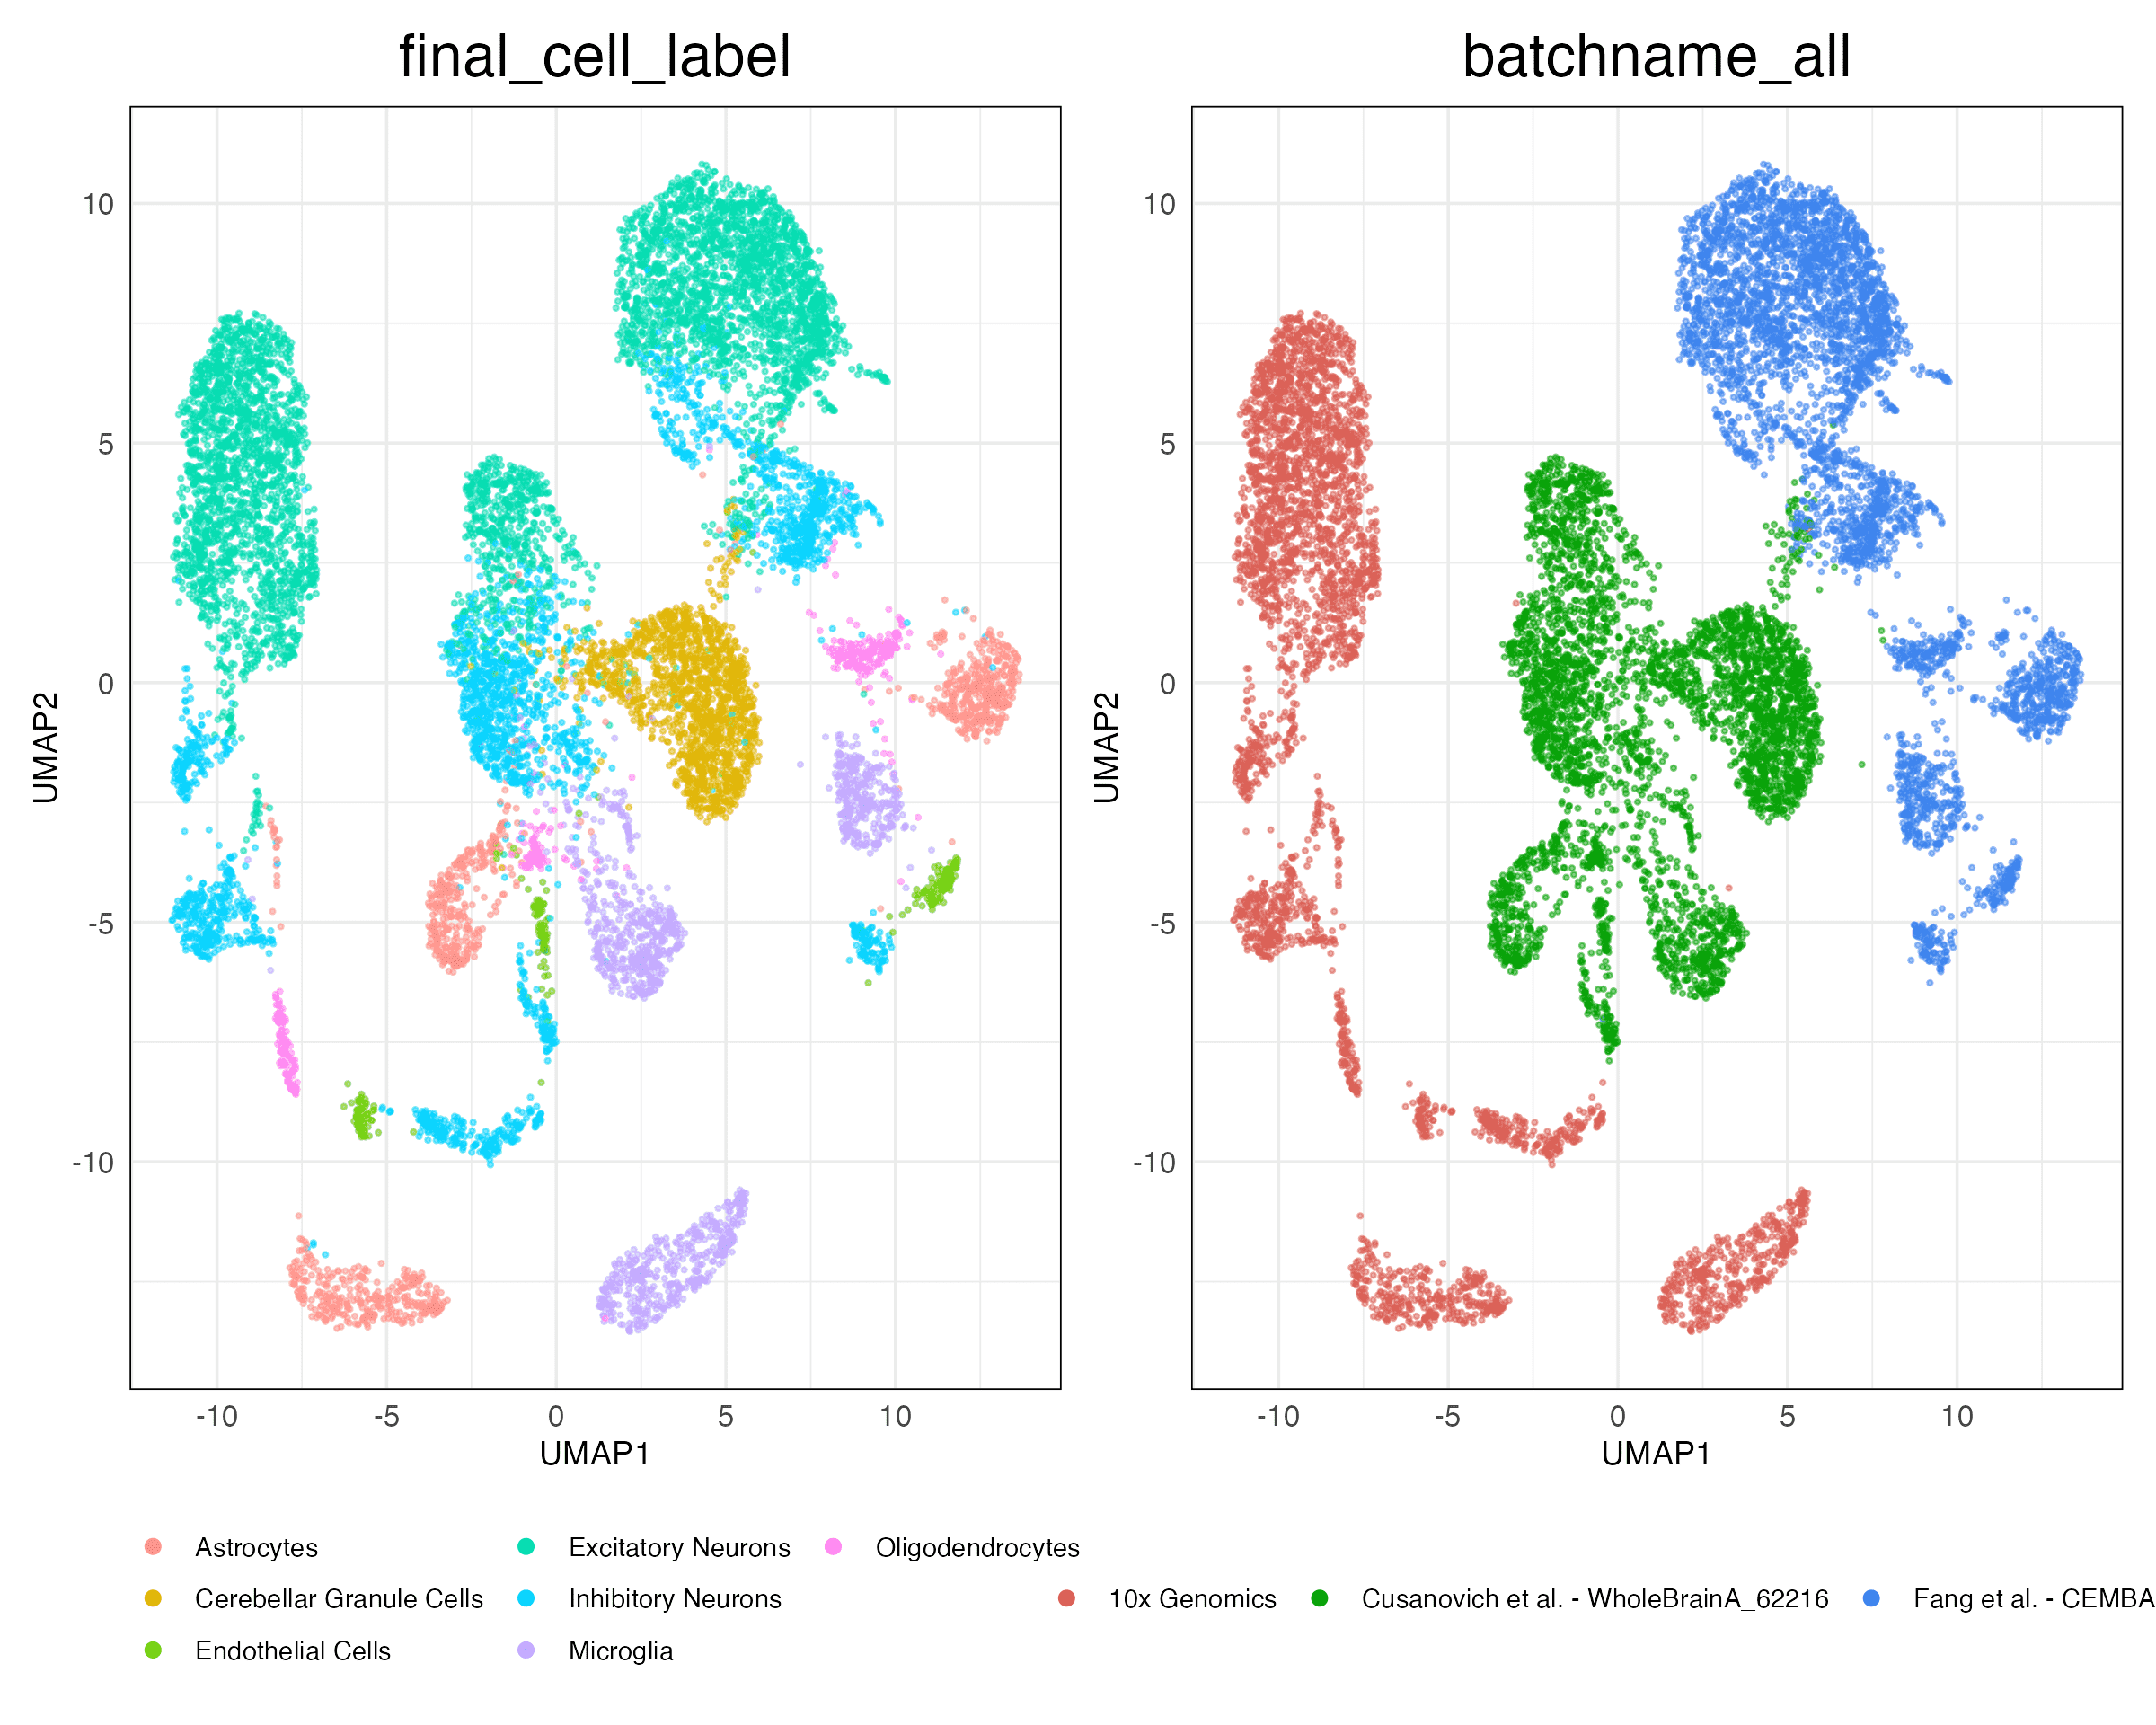 final_cell_label
batchname_all
10
5
0
-5
-10
UMAP2
-10 -5 0 5 10
UMAP1
10
5
0
-5
-10
UMAP2
-10 -5 0 5 10
UMAP1
Astrocytes Excitatory Neurons Oligodendrocytes
Cerebellar Granule Cells Inhibitory Neurons
Endothelial Cells Microglia
10x Genomics Cusanovich et al. - WholeBrainA_62216 Fang et al. - CEMBA